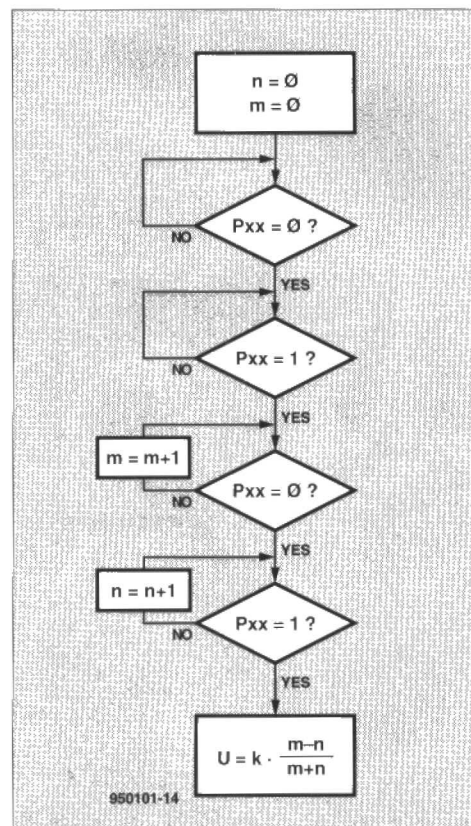 n = Ø
m = Ø
Pxx = Ø ?
NO
YES
Pxx = 1 ?
NO
YES
m = m+1
Pxx = Ø ?
NO
YES
n = n+1
Pxx = 1 ?
NO
YES
U = k · m–n
m+n
950101-14